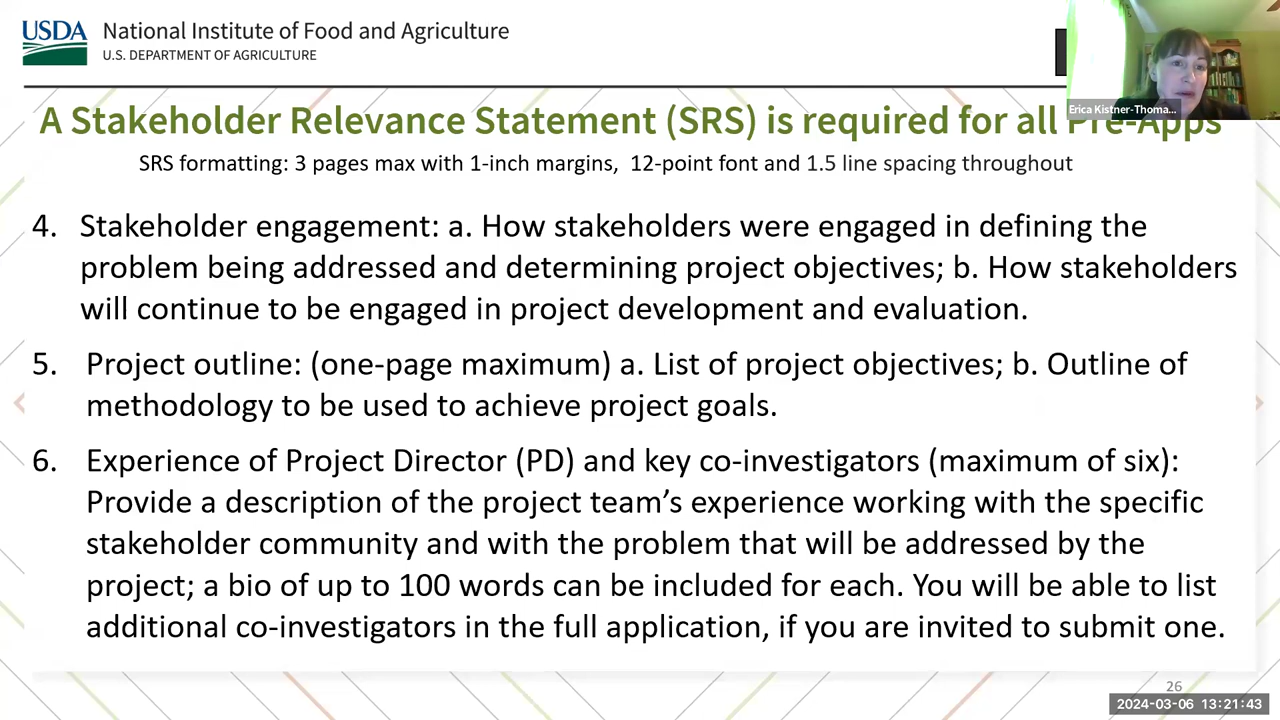 USDA
National Institute of Food and Agriculture
U.S. DEPARTMENT OF AGRICULTURE
Erica Kistner-Thoma...
A Stakeholder Relevance Statement (SRS) is required for all Pre-Apps
SRS formatting: 3 pages max with 1-inch margins, 12-point font and 1.5 line spacing throughout
4. Stakeholder engagement: a. How stakeholders were engaged in defining the
problem being addressed and determining project objectives; b. How stakeholders
will continue to be engaged in project development and evaluation.
5. Project outline: (one-page maximum) a. List of project objectives; b. Outline of
methodology to be used to achieve project goals.
6. Experience of Project Director (PD) and key co-investigators (maximum of six):
Provide a description of the project team’s experience working with the specific
stakeholder community and with the problem that will be addressed by the
project; a bio of up to 100 words can be included for each. You will be able to list
additional co-investigators in the full application, if you are invited to submit one.
26
2024-03-06 13:21:43